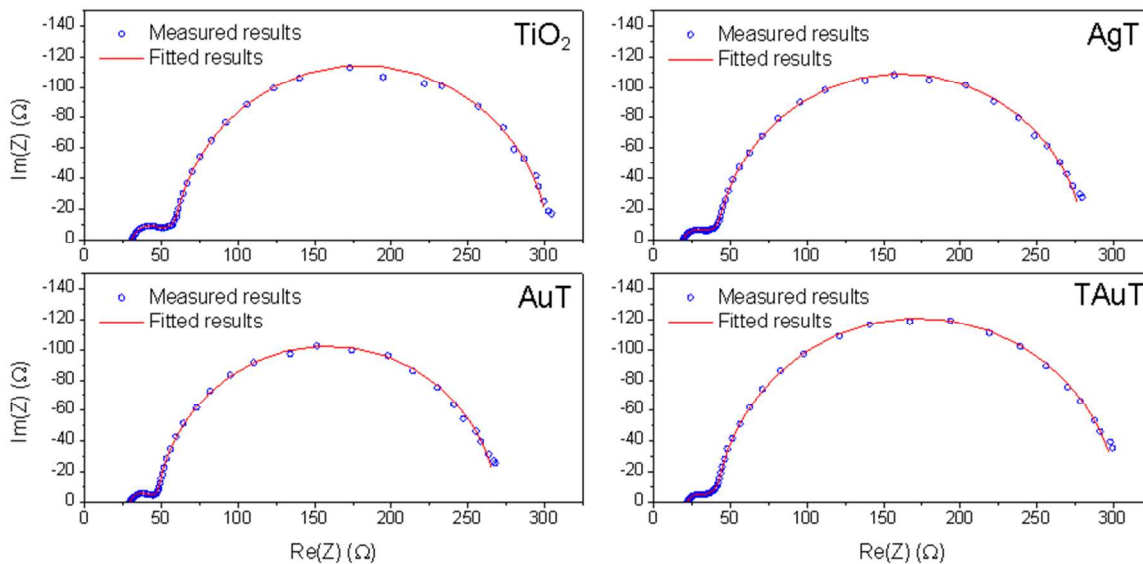 -140
-120
-100
-80
-60
-40
-20
0
Im(Z) (Ω)
Measured results
Fitted results
TiO2
0 50 100 150 200 250 300
-140
-120
-100
-80
-60
-40
-20
0
Measured results
Fitted results
AgT
0 50 100 150 200 250 300
-140
-120
-100
-80
-60
-40
-20
0
Im(Z) (Ω)
Measured results
Fitted results
AuT
0 50 100 150 200 250 300
Re(Z) (Ω)
-140
-120
-100
-80
-60
-40
-20
0
Measured results
Fitted results
TAuT
0 50 100 150 200 250 300
Re(Z) (Ω)